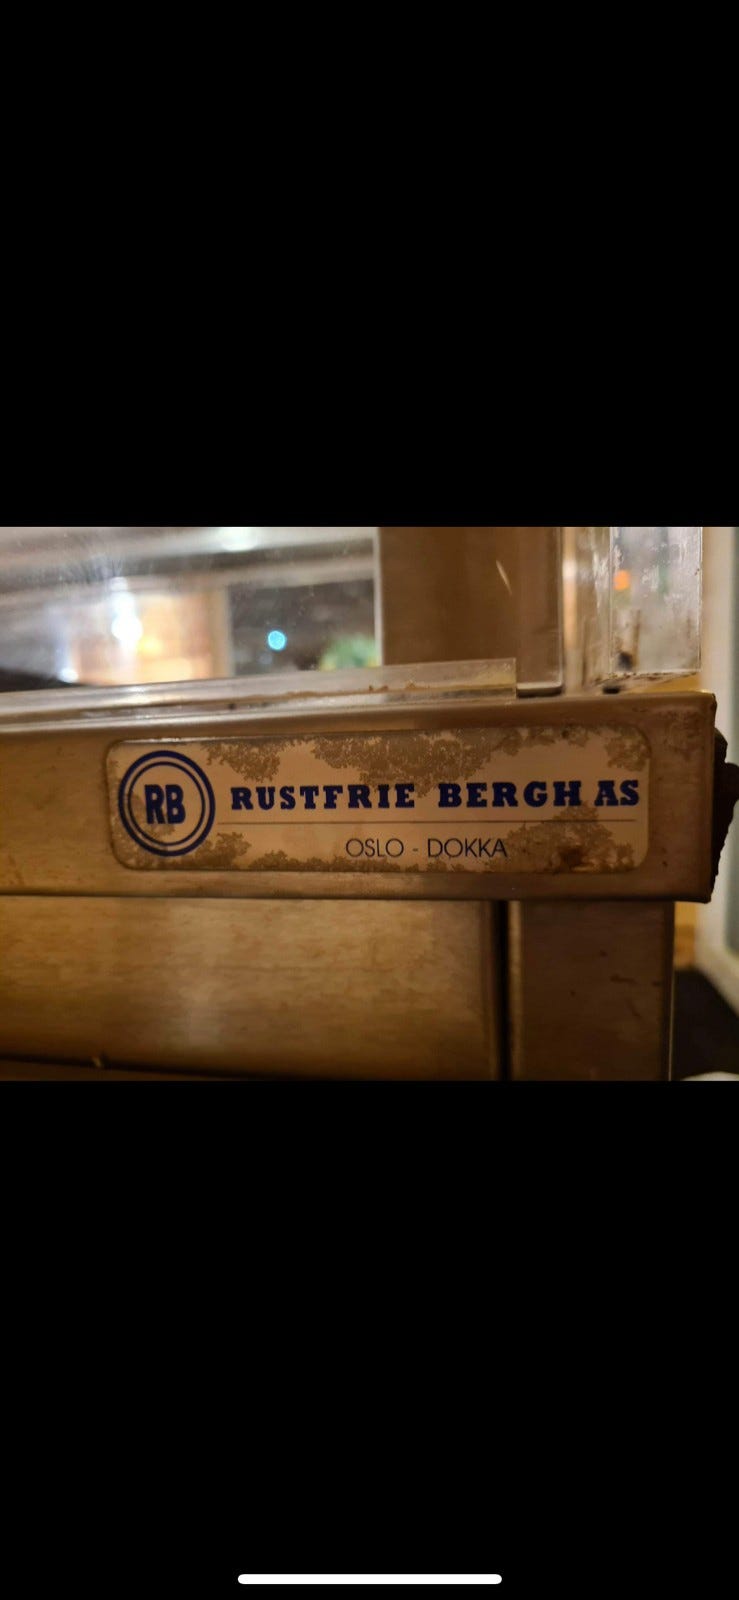 RB
RUSTFRIE BERGH AS
OSLO - DOKKA